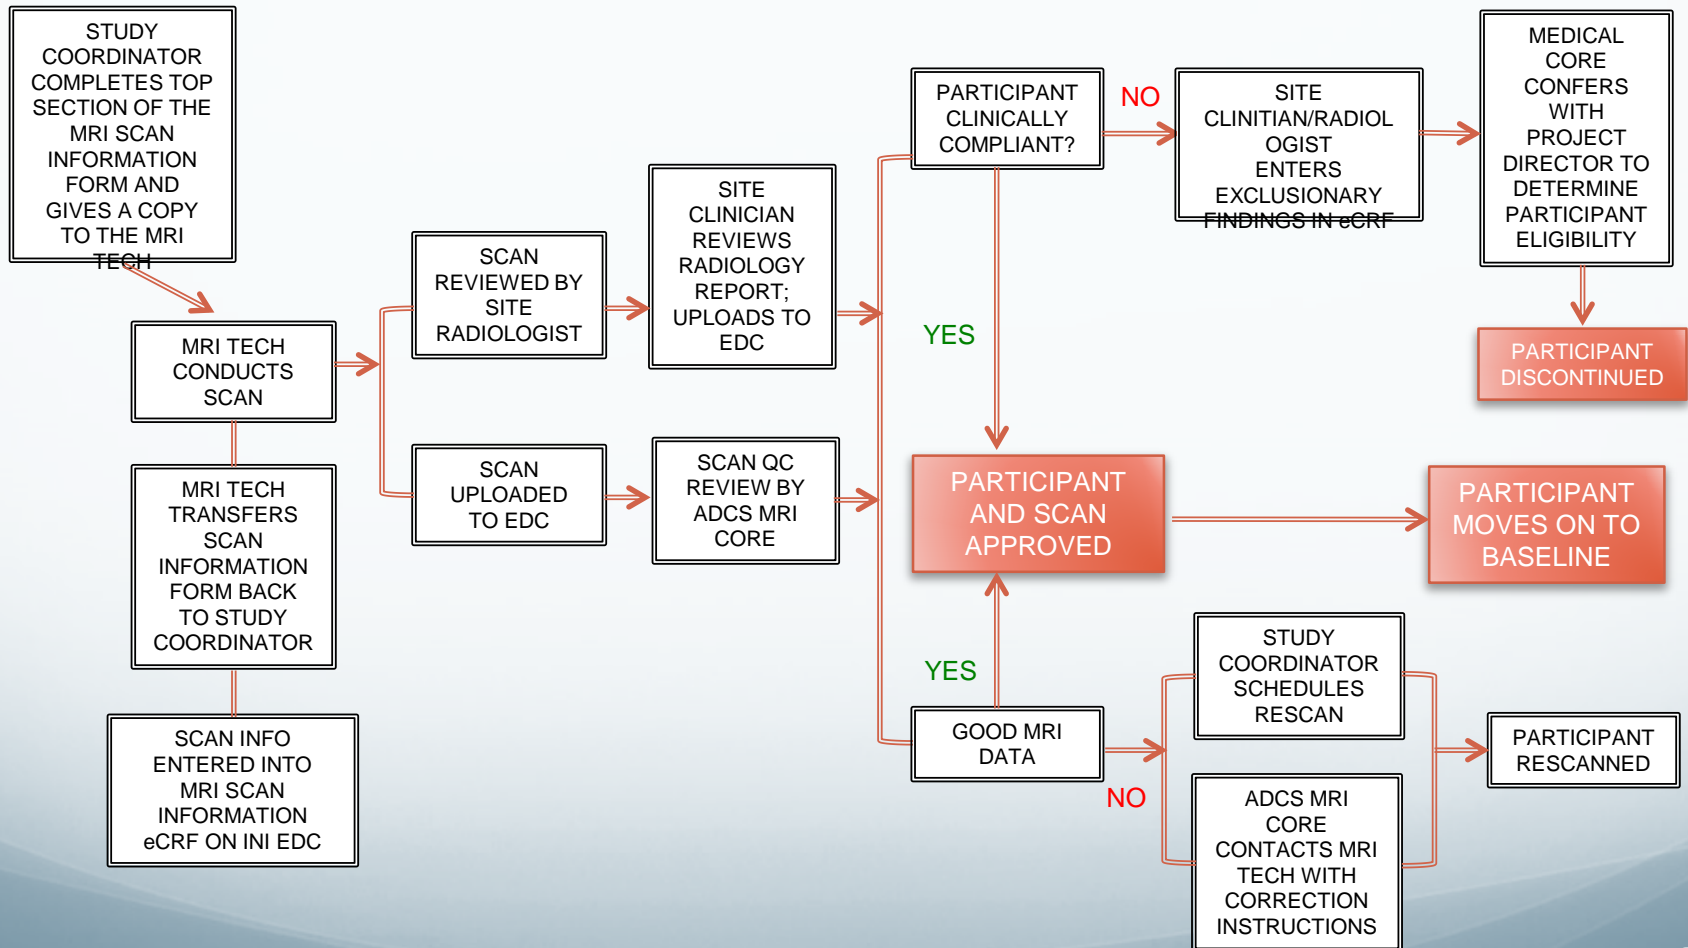 STUDY
COORDINATOR
COMPLETES TOP
SECTION OF THE
MRI SCAN
INFORMATION
FORM AND
GIVES A COPY
TO THE MRI
TECH
MRI TECH
CONDUCTS
SCAN
MRI TECH
TRANSFERS
SCAN
INFORMATION
FORM BACK
TO STUDY
COORDINATOR
SCAN INFO
ENTERED INTO
MRI SCAN
INFORMATION
eCRF ON INI EDC
SCAN
REVIEWED BY
SITE
RADIOLOGIST
SITE
CLINICIAN
REVIEWS
RADIOLOGY
REPORT;
UPLOADS TO
EDC
SCAN
UPLOADED
TO EDC
SCAN QC
REVIEW BY
ADCS MRI
CORE
PARTICIPANT
CLINICALLY
COMPLIANT?
NO
SITE
CLINITIAN/RADIOL
OGIST
ENTERS
EXCLUSIONARY
FINDINGS IN eCRF
MEDICAL
CORE
CONFERS
WITH
PROJECT
DIRECTOR TO
DETERMINE
PARTICIPANT
ELIGIBILITY
PARTICIPANT
DISCONTINUED
YES
PARTICIPANT
AND SCAN
APPROVED
PARTICIPANT
MOVES ON TO
BASELINE
YES
GOOD MRI
DATA
NO
STUDY
COORDINATOR
SCHEDULES
RESCAN
ADCS MRI
CORE
CONTACTS MRI
TECH WITH
CORRECTION
INSTRUCTIONS
PARTICIPANT
RESCANNED